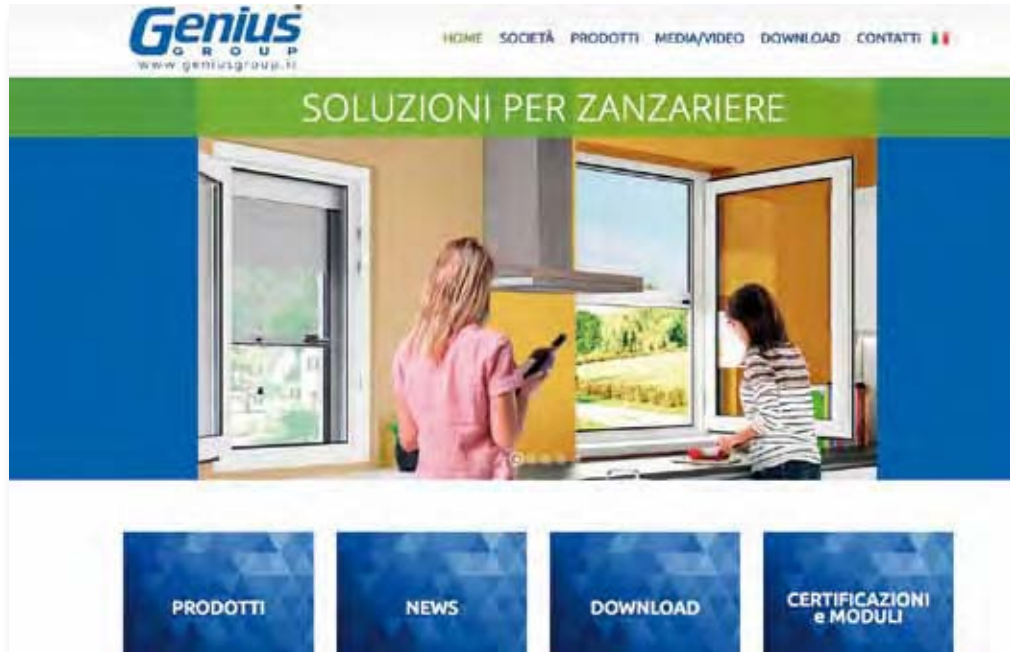 Genius
GROUP
www.geniusgroup.it
HOME SOCIETÀ PRODOTTI MEDIA/VIDEO DOWNLOAD CONTATTI
SOLUZIONI PER ZANZARIERE
PRODOTTI
NEWS
DOWNLOAD
CERTIFICAZIONI
e MODULI